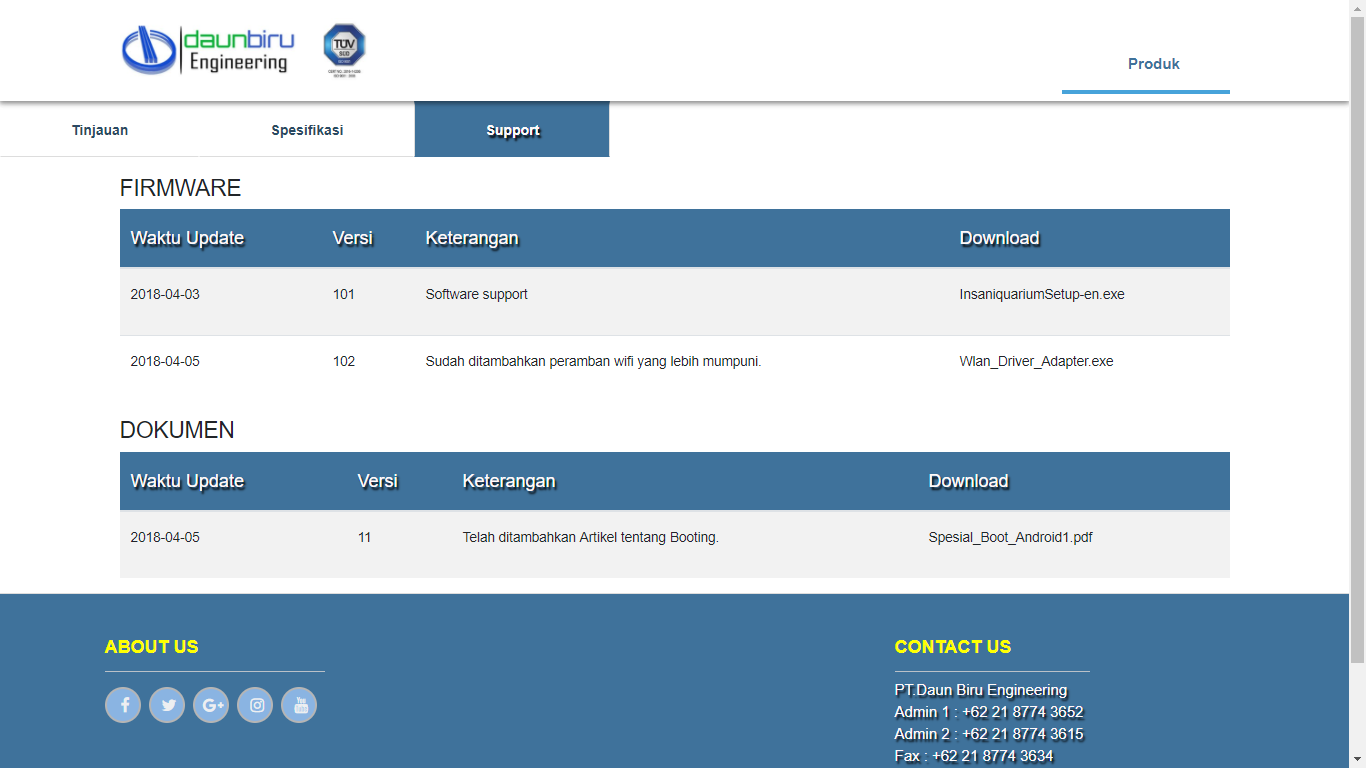 daunbiru
Engineering
TÜV
SÜD
Produk
Tinjauan Spesifikasi Support
FIRMWARE
Waktu Update Versi Keterangan Download
2018-04-03 101 Software support InsaniquariumSetup-en.exe
2018-04-05 102 Sudah ditambahkan peramban wifi yang lebih mumpuni. Wlan_Driver_Adapter.exe
DOKUMEN
Waktu Update Versi Keterangan Download
2018-04-05 11 Telah ditambahkan Artikel tentang Booting. Spesial_Boot_Android1.pdf
ABOUT US
CONTACT US
PT.Daun Biru Engineering
Admin 1 : +62 21 8774 3652
Admin 2 : +62 21 8774 3615
Fax : +62 21 8774 3634